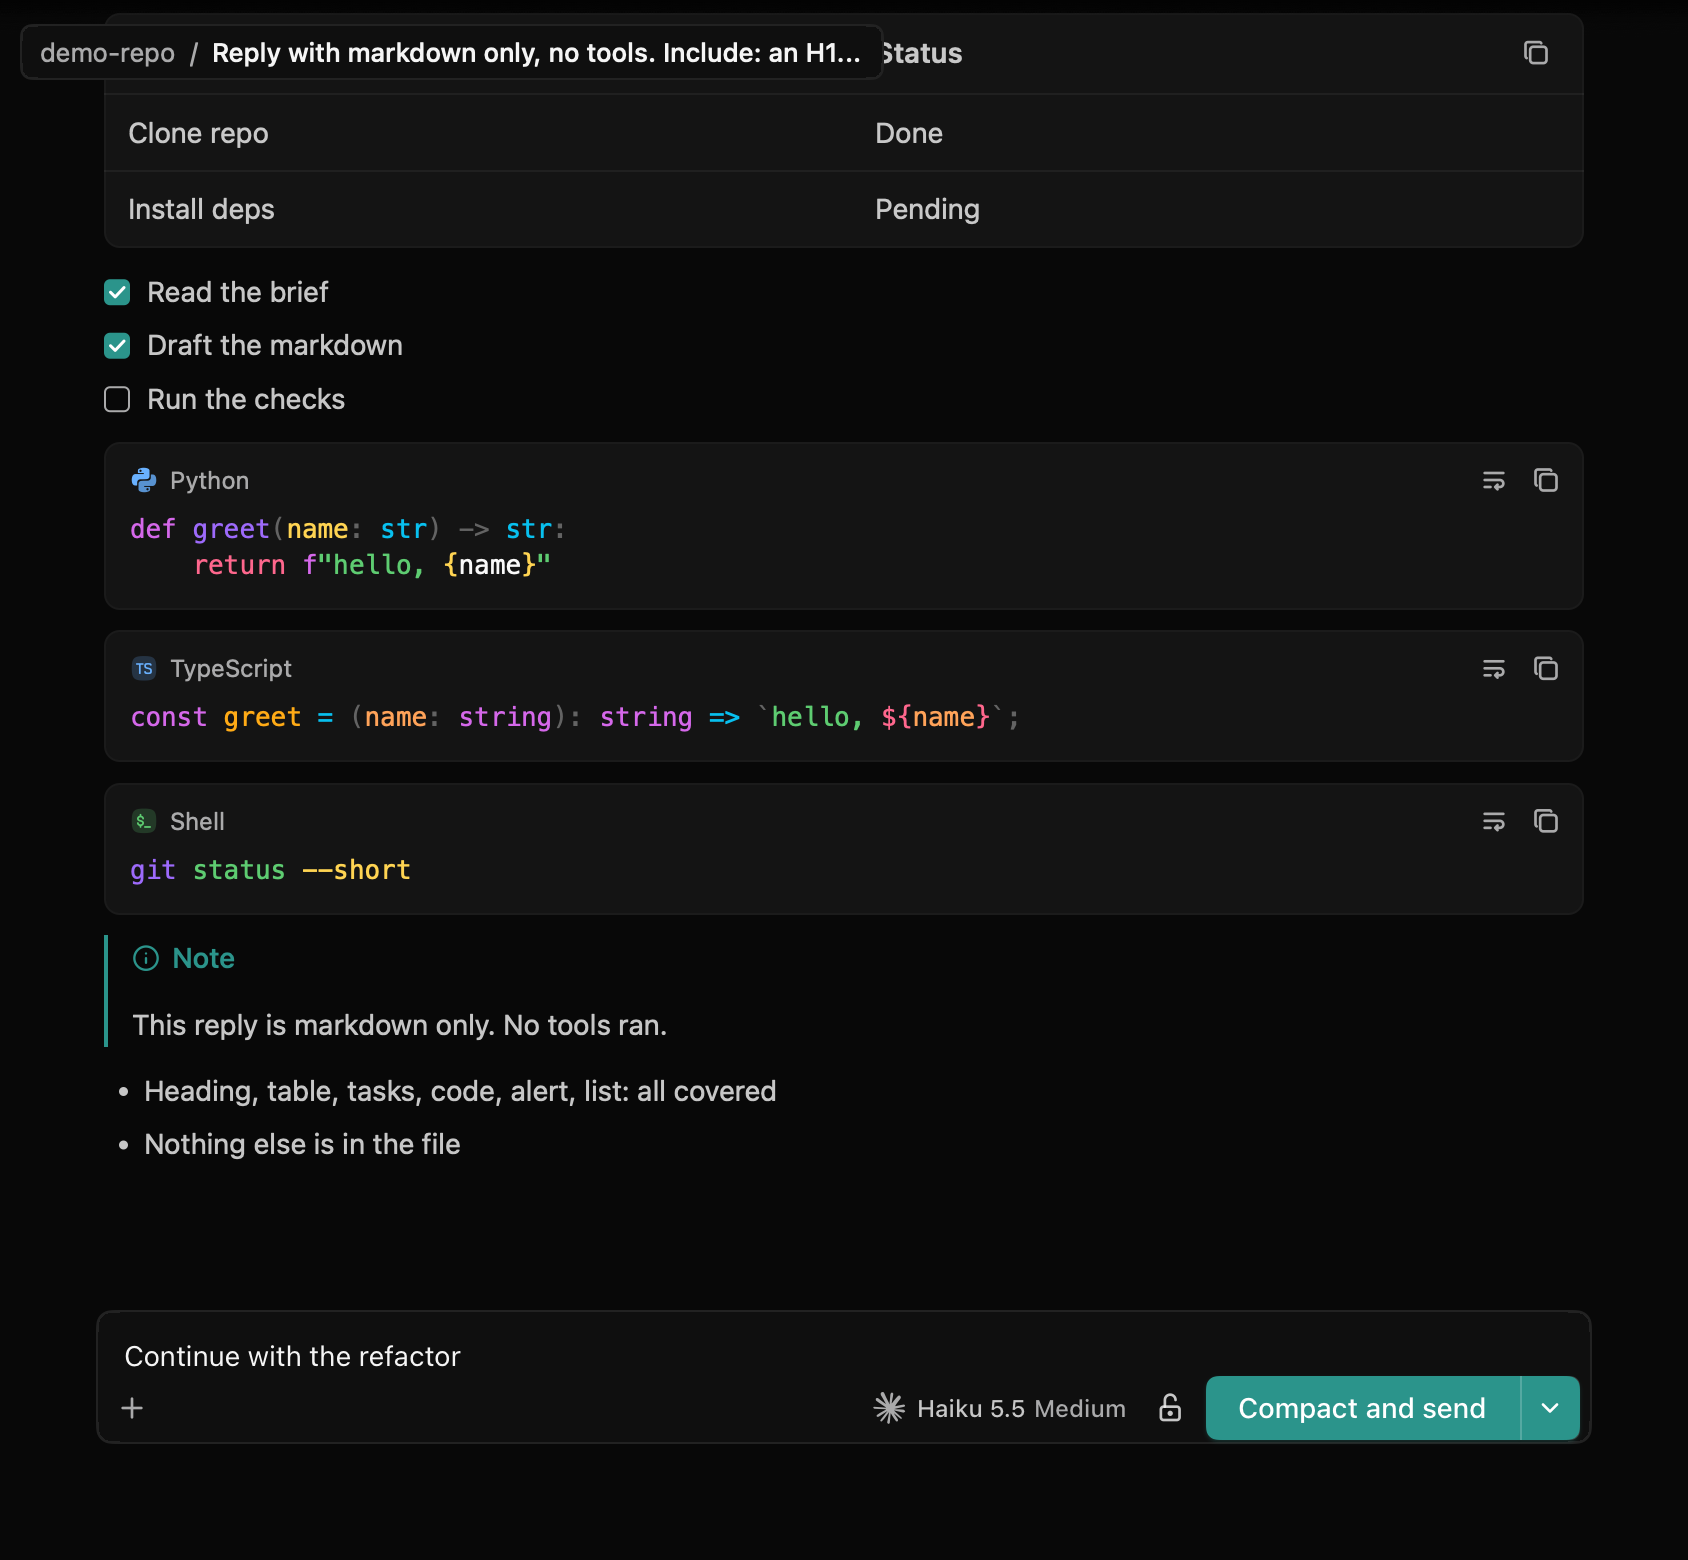 demo-repo / Reply with markdown only, no tools. Include: an H1...
Status
Clone repo Done
Install deps Pending
Read the brief
Draft the markdown
Run the checks
Python
def greet(name: str) -> str:
    return f"hello, {name}"
TS TypeScript
const greet = (name: string): string => `hello, ${name}`;
$_ Shell
git status --short
Note
This reply is markdown only. No tools ran.
• Heading, table, tasks, code, alert, list: all covered
• Nothing else is in the file
Continue with the refactor
Haiku 5.5 Medium Compact and send